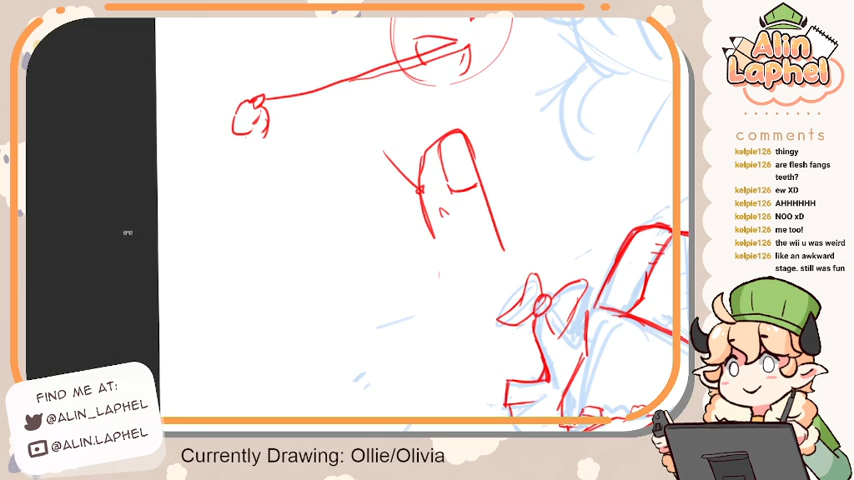 Alin
Laphel
comments
kelpie126 thingy
kelpie126 are flesh fangs
teeth?
kelpie126 ew XD
kelpie126 AHHHHHH
kelpie126 NOO xD
kelpie126 me too!
kelpie126 the wii u was weird
kelpie126 like an awkward
stage. still was fun
FIND ME AT:
@ALIN_LAPHEL
@ALIN.LAPHEL
Currently Drawing: Ollie/Olivia